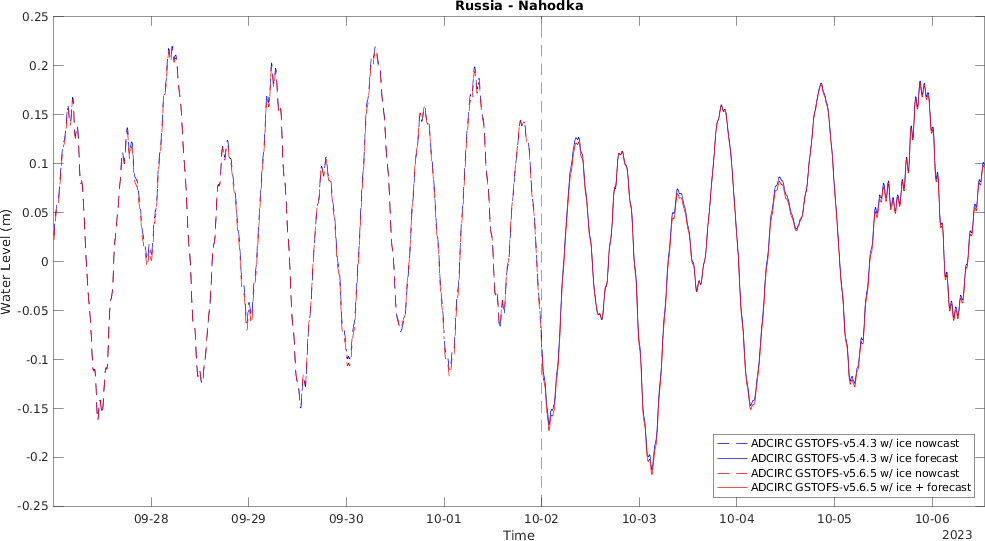 Russia - Nahodka
0.25
0.2
0.15
0.1
0.05
0
-0.05
-0.1
-0.15
-0.2
-0.25
Water Level (m)
ADCIRC GSTOFS-v5.4.3 w/ ice nowcast
ADCIRC GSTOFS-v5.4.3 w/ ice forecast
ADCIRC GSTOFS-v5.6.5 w/ ice nowcast
ADCIRC GSTOFS-v5.6.5 w/ ice + forecast
09-28 09-29 09-30 10-01 10-02 10-03 10-04 10-05 10-06
Time
2023